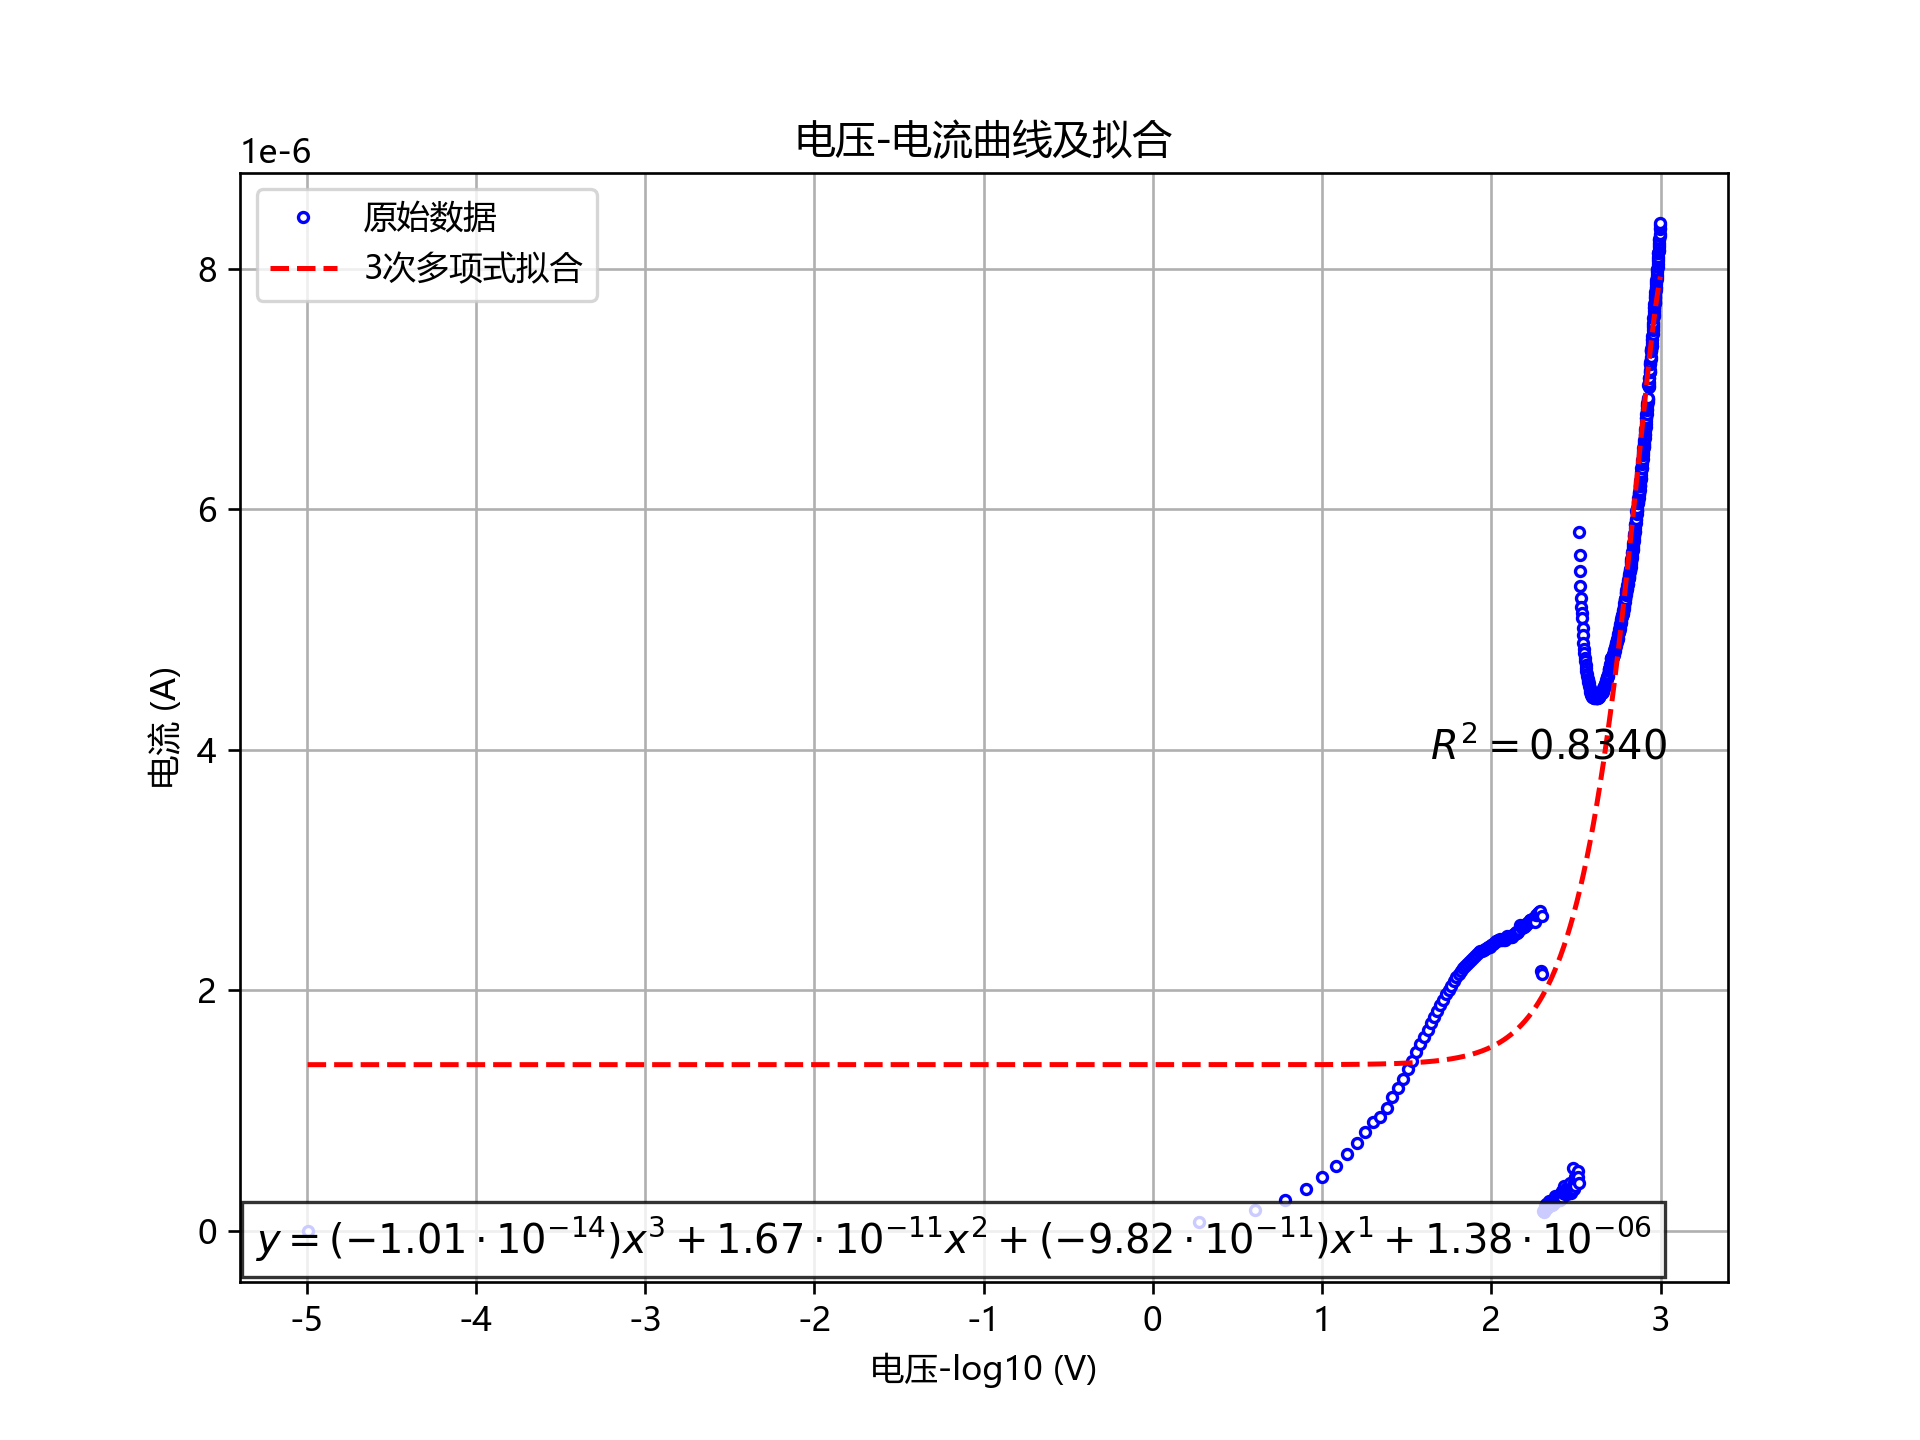 电压-电流曲线及拟合
1e-6
原始数据
3次多项式拟合
8
6
4
2
0
电流 (A)
R² = 0.8340
y = (−1.01 · 10⁻¹⁴)x³ + 1.67 · 10⁻¹¹x² + (−9.82 · 10⁻¹¹)x¹ + 1.38 · 10⁻⁰⁶
-5 -4 -3 -2 -1 0 1 2 3
电压-log10 (V)